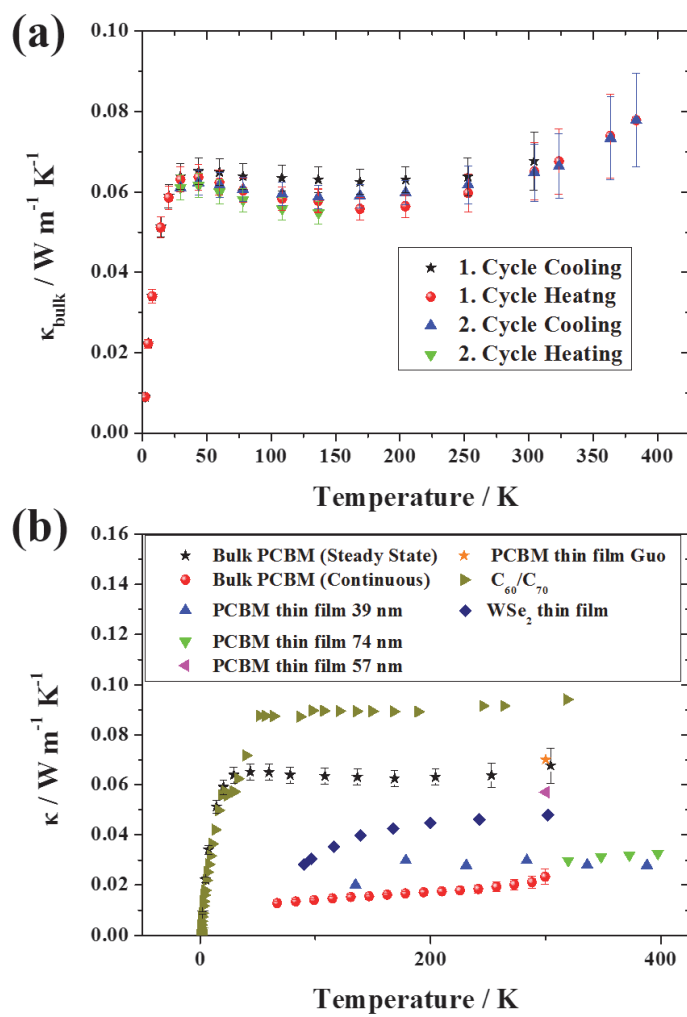 (a)
0.10
0.08
0.06
0.04
0.02
0.00
κbulk / W m⁻¹ K⁻¹
1. Cycle Cooling
1. Cycle Heatng
2. Cycle Cooling
2. Cycle Heating
0 50 100 150 200 250 300 350 400
Temperature / K
(b)
0.16
0.14
0.12
0.10
0.08
0.06
0.04
0.02
0.00
κ / W m⁻¹ K⁻¹
Bulk PCBM (Steady State)
Bulk PCBM (Continuous)
PCBM thin film 39 nm
PCBM thin film 74 nm
PCBM thin film 57 nm
PCBM thin film Guo
C₆₀/C₇₀
WSe₂ thin film
0 200 400
Temperature / K